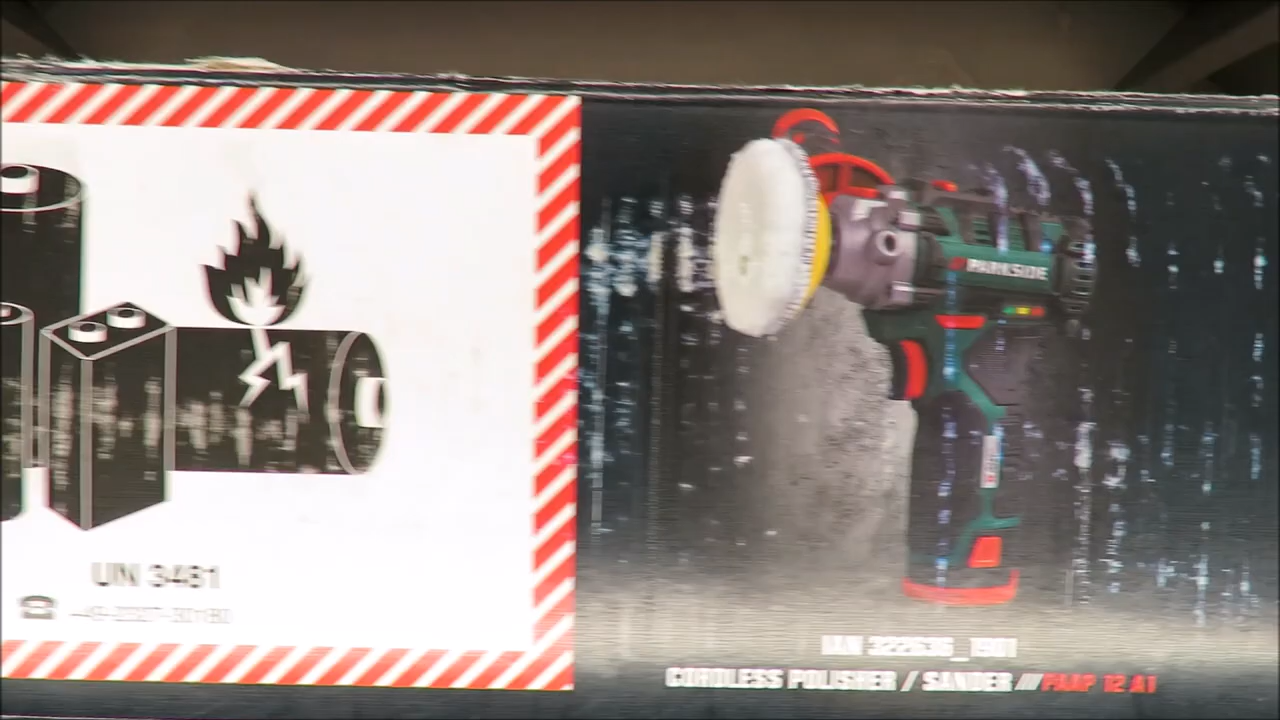 PARKSIDE
UN 3481
IAN 322636_1901
CORDLESS POLISHER / SANDER /// PAAP 12 A1